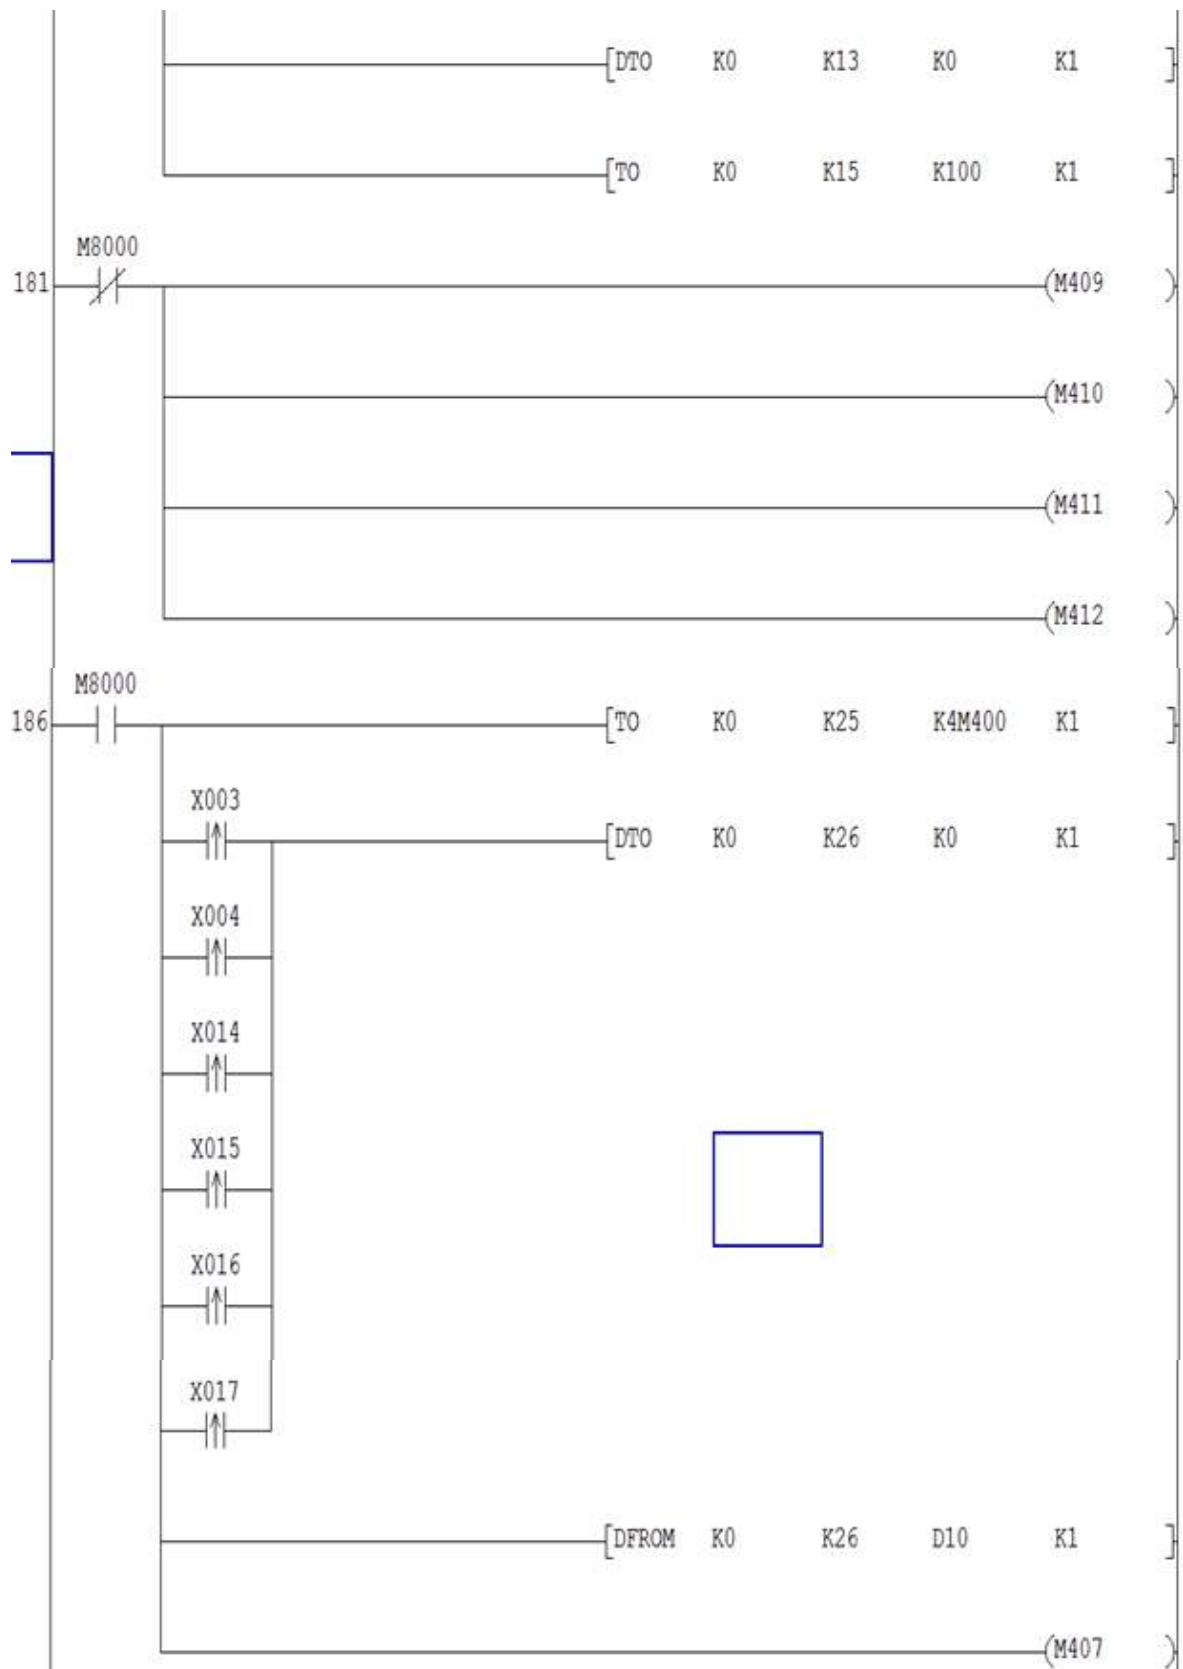 [DTO K0 K13 K0 K1 ]
[TO K0 K15 K100 K1 ]
M8000
181 (M409 )
(M410 )
(M411 )
(M412 )
M8000
186 [TO K0 K25 K4M400 K1 ]
X003
[DTO K0 K26 K0 K1 ]
X004
X014
X015
X016
X017
[DFROM K0 K26 D10 K1 ]
(M407 )